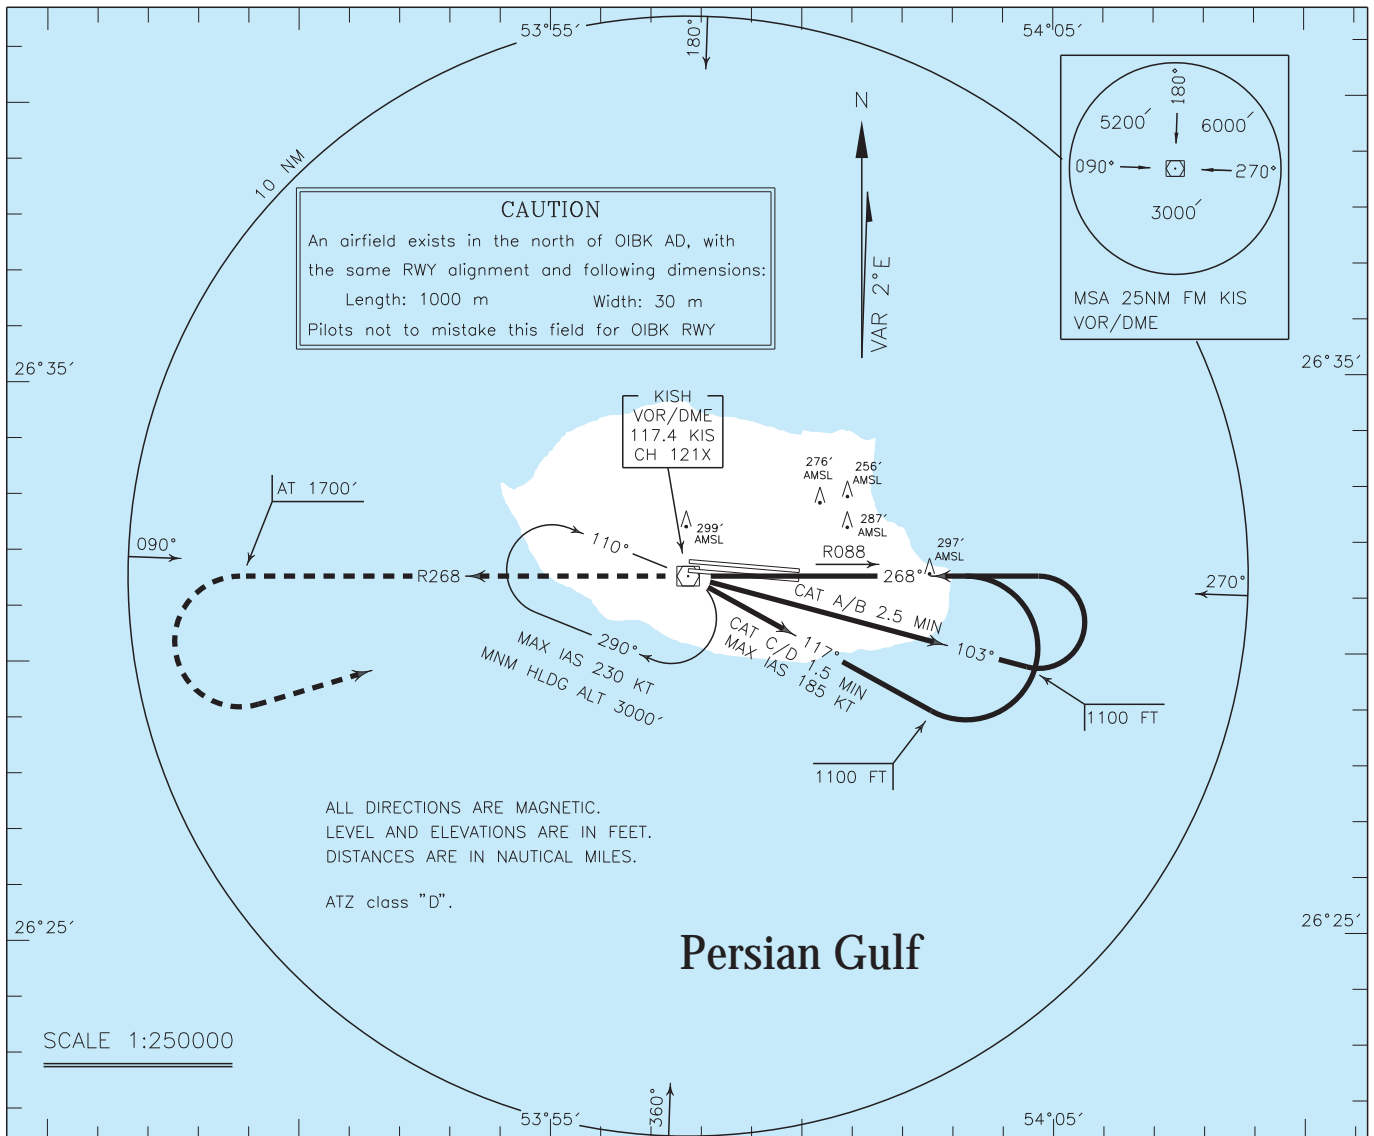 53°55′
54°05′
180°
10 NM
N
VAR 2°E
180°
5200′
6000′
090°
270°
3000′
MSA 25NM FM KIS
VOR/DME
CAUTION
An airfield exists in the north of OIBK AD, with
the same RWY alignment and following dimensions:
Length: 1000 m
Width: 30 m
Pilots not to mistake this field for OIBK RWY
26°35′
26°35′
KISH
VOR/DME
117.4 KIS
CH 121X
276′
AMSL
256′
AMSL
287′
AMSL
299′
AMSL
297′
AMSL
AT 1700′
090°
110°
R088
R268
268°
270°
CAT A/B 2.5 MIN
103°
CAT C/D 1.5 MIN
MAX IAS 185 KT
117°
290°
MAX IAS 230 KT
MNM HLDG ALT 3000′
1100 FT
1100 FT
ALL DIRECTIONS ARE MAGNETIC.
LEVEL AND ELEVATIONS ARE IN FEET.
DISTANCES ARE IN NAUTICAL MILES.
ATZ class "D".
26°25′
26°25′
Persian Gulf
SCALE 1:250000
360°
53°55′
54°05′